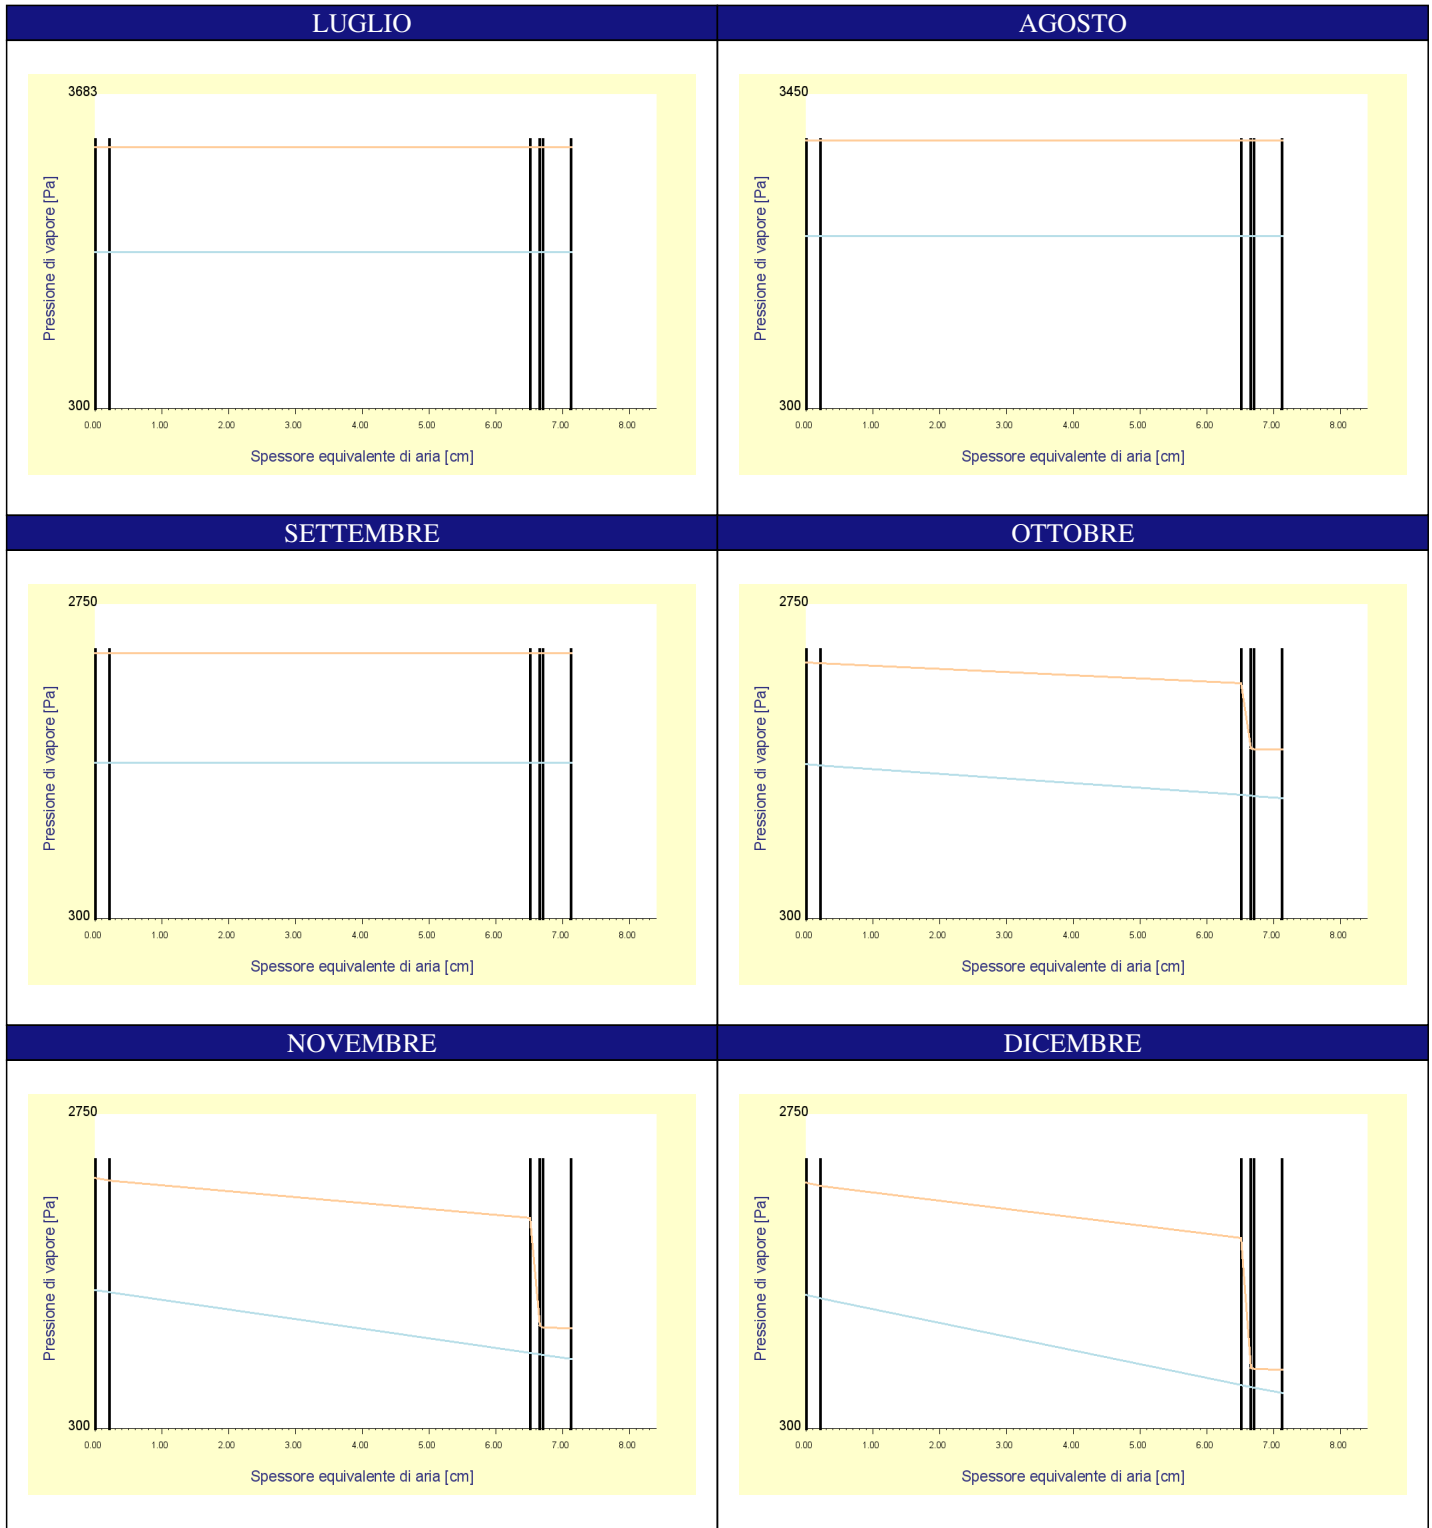 LUGLIO
3683
Pressione di vapore [Pa]
300
0.00 1.00 2.00 3.00 4.00 5.00 6.00 7.00 8.00
Spessore equivalente di aria [cm]
AGOSTO
3450
Pressione di vapore [Pa]
300
0.00 1.00 2.00 3.00 4.00 5.00 6.00 7.00 8.00
Spessore equivalente di aria [cm]
SETTEMBRE
2750
Pressione di vapore [Pa]
300
0.00 1.00 2.00 3.00 4.00 5.00 6.00 7.00 8.00
Spessore equivalente di aria [cm]
OTTOBRE
2750
Pressione di vapore [Pa]
300
0.00 1.00 2.00 3.00 4.00 5.00 6.00 7.00 8.00
Spessore equivalente di aria [cm]
NOVEMBRE
2750
Pressione di vapore [Pa]
300
0.00 1.00 2.00 3.00 4.00 5.00 6.00 7.00 8.00
Spessore equivalente di aria [cm]
DICEMBRE
2750
Pressione di vapore [Pa]
300
0.00 1.00 2.00 3.00 4.00 5.00 6.00 7.00 8.00
Spessore equivalente di aria [cm]